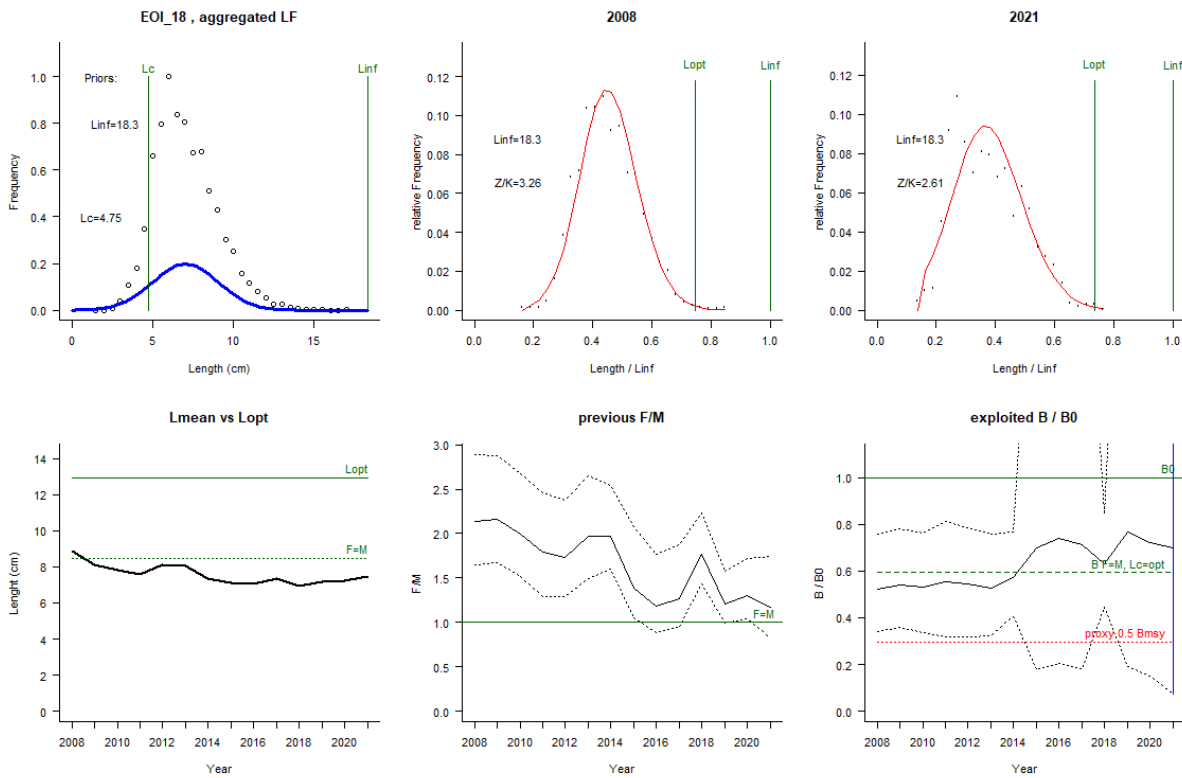 EOI_18 , aggregated LF
Lc
Linf
Priors:
Linf=18.3
Lc=4.75
Frequency
1.0
0.8
0.6
0.4
0.2
0.0
0 5 10 15
Length (cm)
2008
Lopt
Linf
Linf=18.3
Z/K=3.26
relative Frequency
0.12
0.10
0.08
0.06
0.04
0.02
0.00
0.0 0.2 0.4 0.6 0.8 1.0
Length / Linf
2021
Lopt
Linf
Linf=18.3
Z/K=2.61
relative Frequency
0.12
0.10
0.08
0.06
0.04
0.02
0.00
0.0 0.2 0.4 0.6 0.8 1.0
Length / Linf
Lmean vs Lopt
Lopt
F=M
Lenght (cm)
14
12
10
8
6
4
2
0
2008 2010 2012 2014 2016 2018 2020
Year
previous F/M
F=M
F/M
3.0
2.5
2.0
1.5
1.0
0.5
0.0
2008 2010 2012 2014 2016 2018 2020
Year
exploited B / B0
B0
B F=M, Lc=opt
proxy 0.5 Bmsy
B / B0
1.0
0.8
0.6
0.4
0.2
0.0
2008 2010 2012 2014 2016 2018 2020
Year